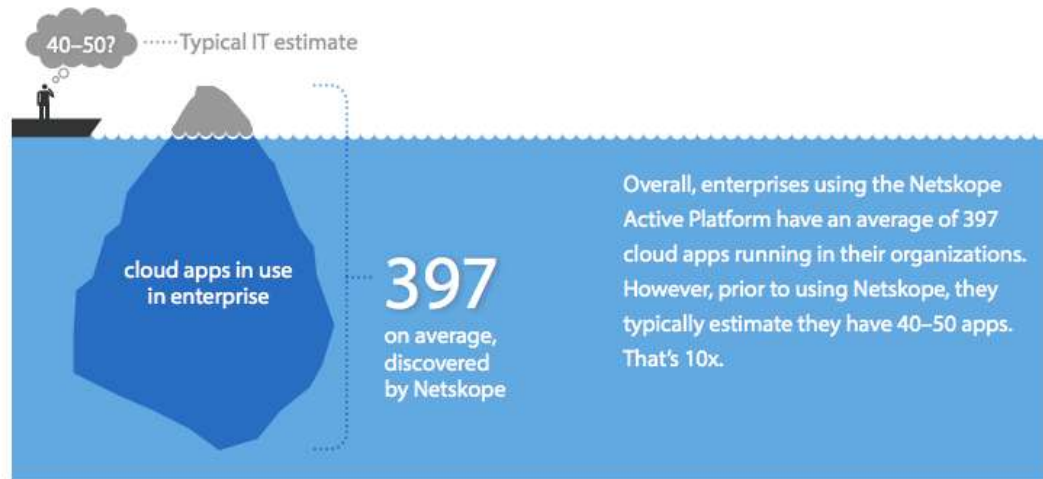 40–50?
Typical IT estimate
cloud apps in use
in enterprise
397
on average,
discovered
by Netskope
Overall, enterprises using the Netskope
Active Platform have an average of 397
cloud apps running in their organizations.
However, prior to using Netskope, they
typically estimate they have 40–50 apps.
That's 10x.